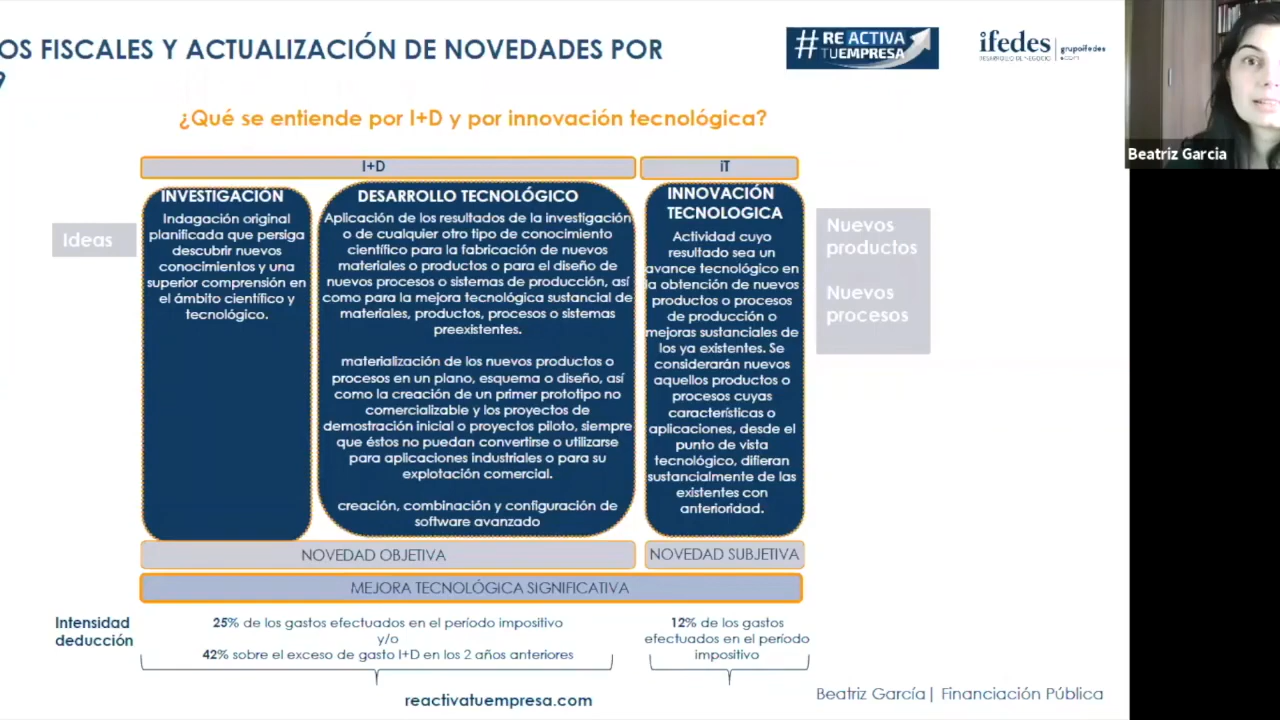 OS FISCALES Y ACTUALIZACIÓN DE NOVEDADES POR
9
# RE ACTIVA
TU EMPRESA
ifedes
DESARROLLO DE NEGOCIO
grupoifedes
.com
Beatriz Garcia
¿Qué se entiende por I+D y por innovación tecnológica?
I+D
iT
Ideas
INVESTIGACIÓN
Indagación original
planificada que persiga
descubrir nuevos
conocimientos y una
superior comprensión en
el ámbito científico y
tecnológico.
DESARROLLO TECNOLÓGICO
Aplicación de los resultados de la investigación
o de cualquier otro tipo de conocimiento
científico para la fabricación de nuevos
materiales o productos o para el diseño de
nuevos procesos o sistemas de producción, así
como para la mejora tecnológica sustancial de
materiales, productos, procesos o sistemas
preexistentes.
materialización de los nuevos productos o
procesos en un plano, esquema o diseño, así
como la creación de un primer prototipo no
comercializable y los proyectos de
demostración inicial o proyectos piloto, siempre
que éstos no puedan convertirse o utilizarse
para aplicaciones industriales o para su
explotación comercial.
creación, combinación y configuración de
software avanzado
INNOVACIÓN
TECNOLOGICA
Actividad cuyo
resultado sea un
avance tecnológico en
la obtención de nuevos
productos o procesos
de producción o
mejoras sustanciales de
los ya existentes. Se
considerarán nuevos
aquellos productos o
procesos cuyas
características o
aplicaciones, desde el
punto de vista
tecnológico, difieran
sustancialmente de las
existentes con
anterioridad.
Nuevos
productos
Nuevos
procesos
NOVEDAD OBJETIVA
NOVEDAD SUBJETIVA
MEJORA TECNOLÓGICA SIGNIFICATIVA
Intensidad
deducción
25% de los gastos efectuados en el período impositivo
y/o
42% sobre el exceso de gasto I+D en los 2 años anteriores
12% de los gastos
efectuados en el período
impositivo
reactivatuempresa.com
Beatriz García| Financiación Pública